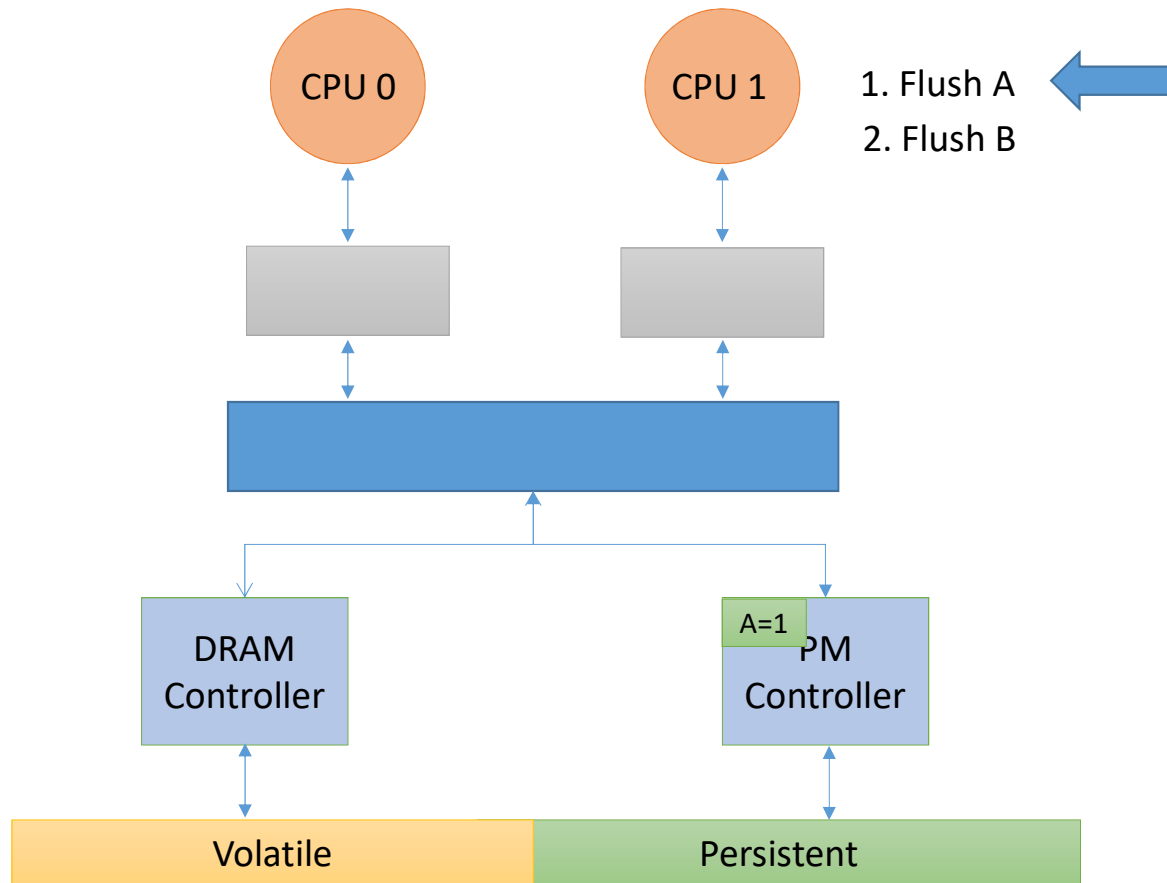 CPU 0
CPU 1
1. Flush A
2. Flush B
DRAM
Controller
A=1
PM
Controller
Volatile
Persistent